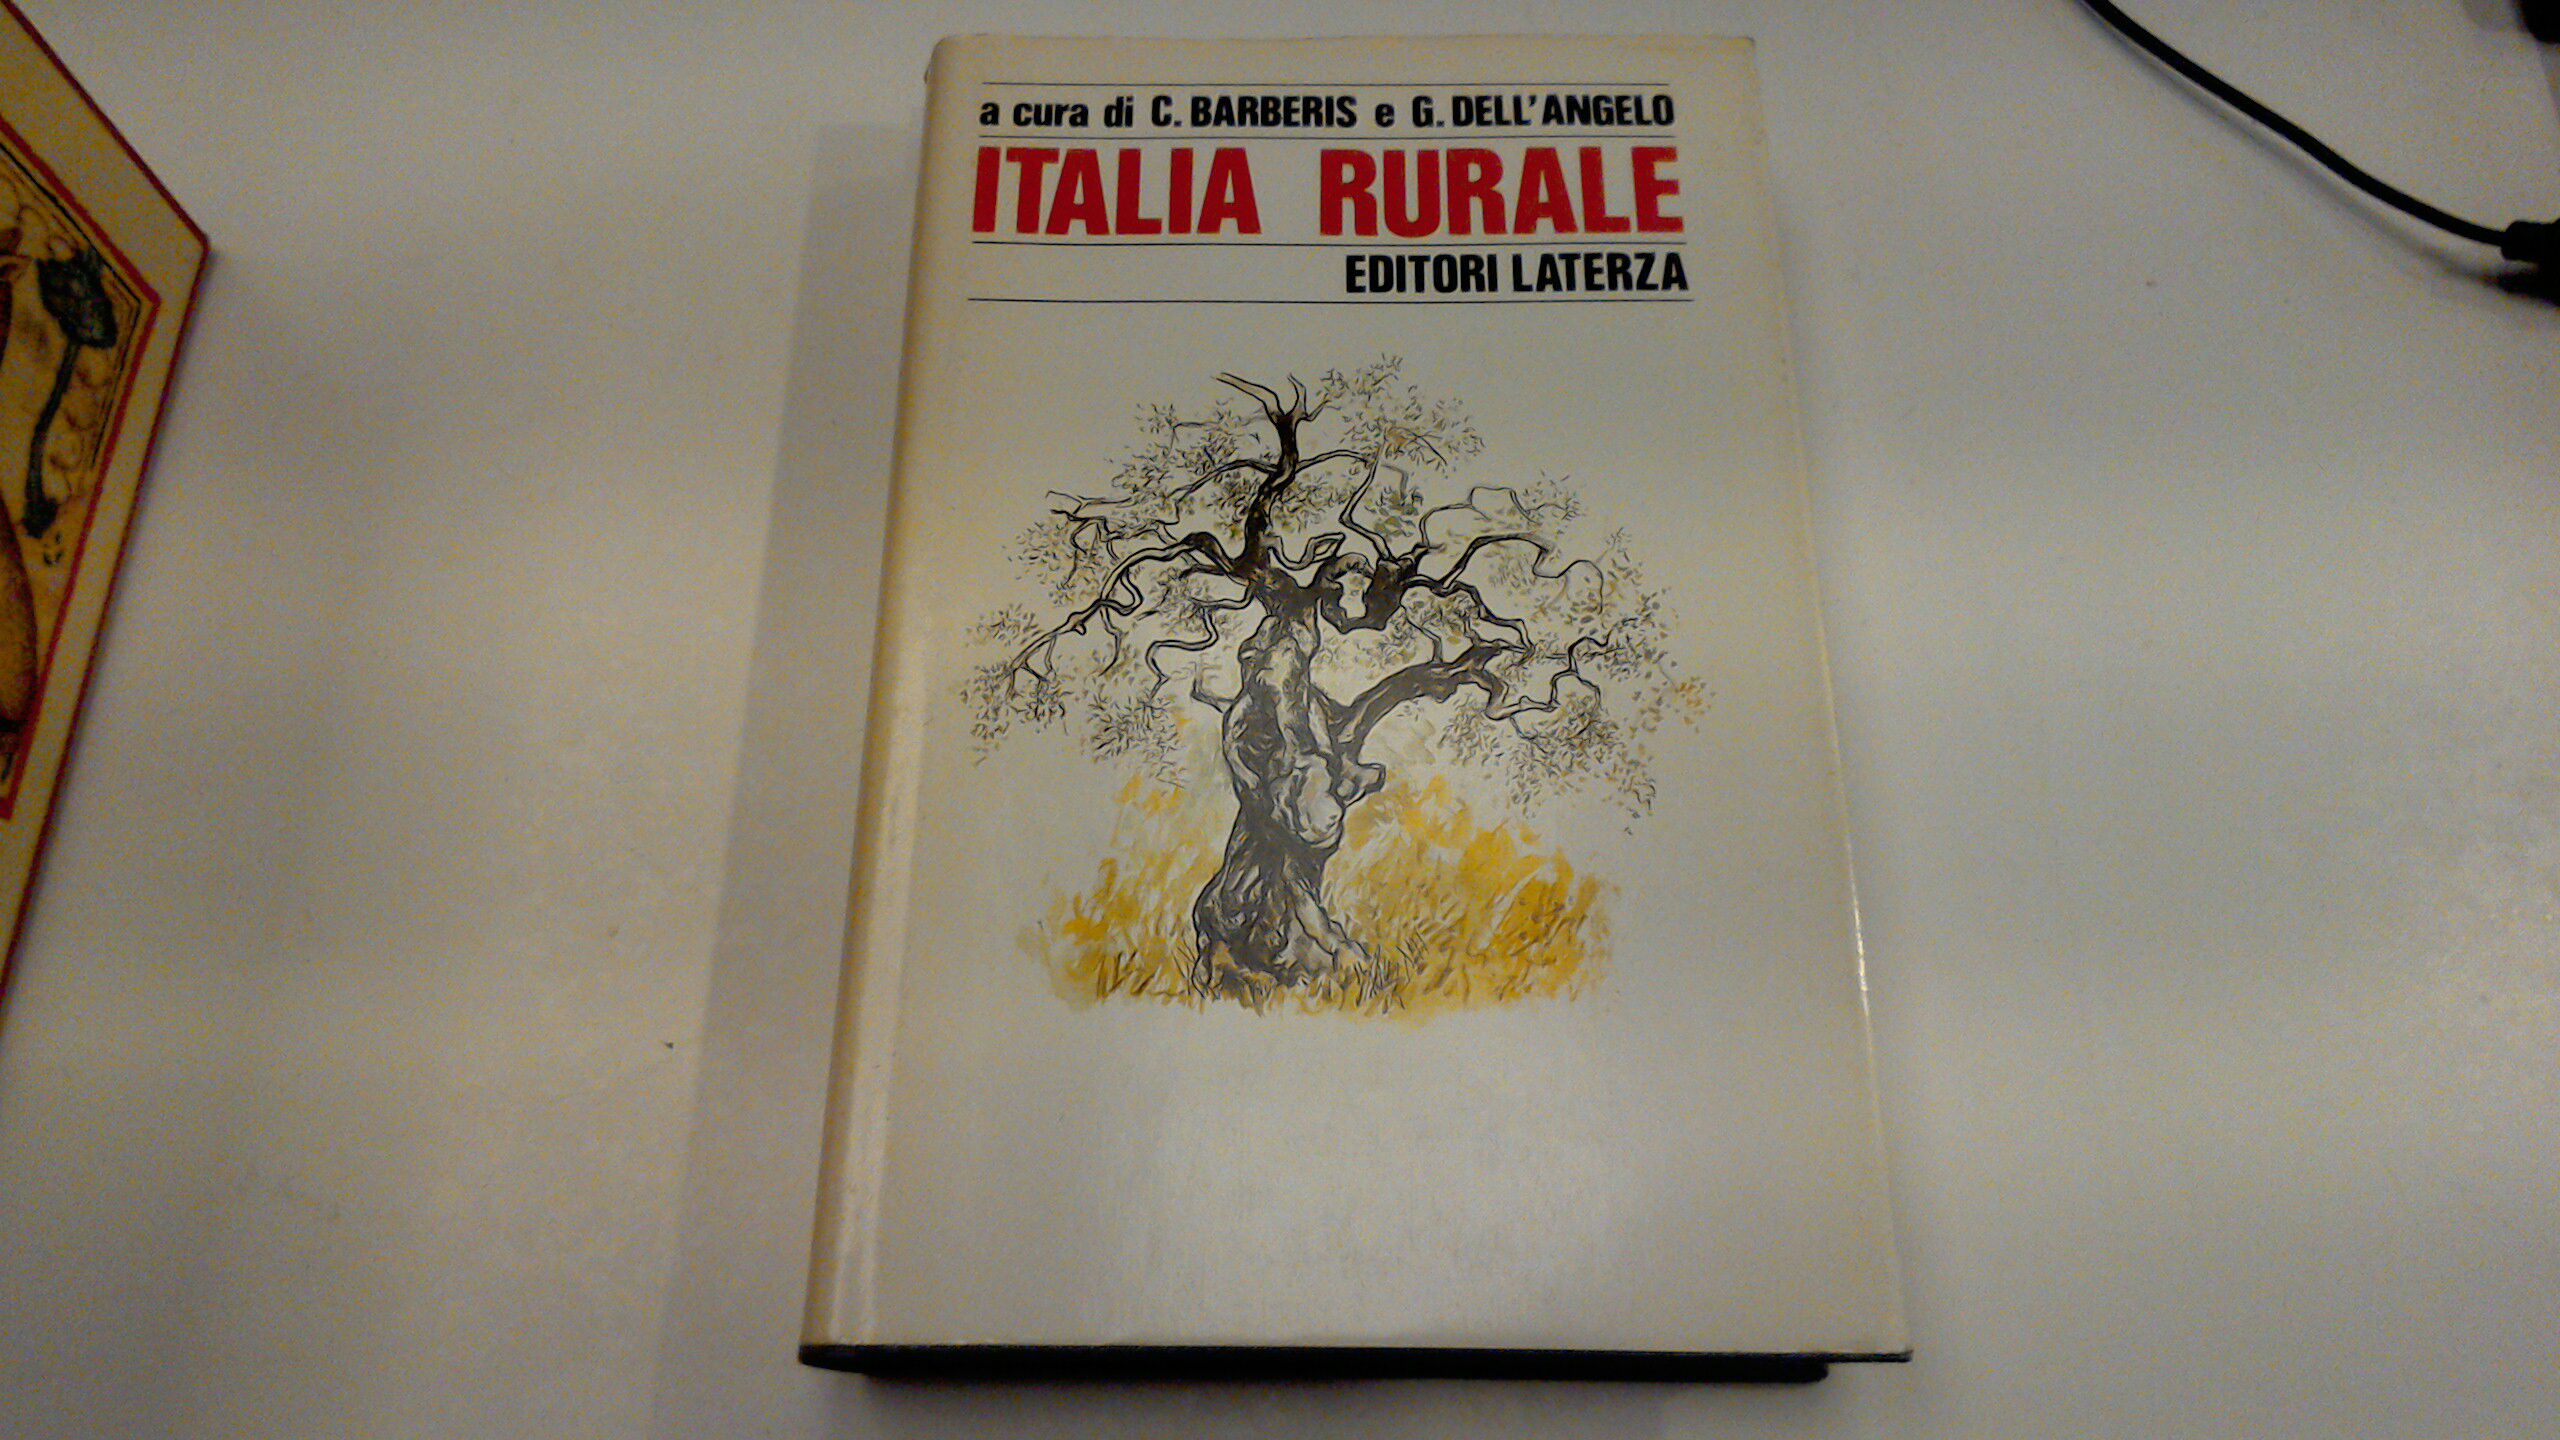 a cura di C. BARBERIS e G. DELL'ANGELO
ITALIA RURALE
EDITORI LATERZA